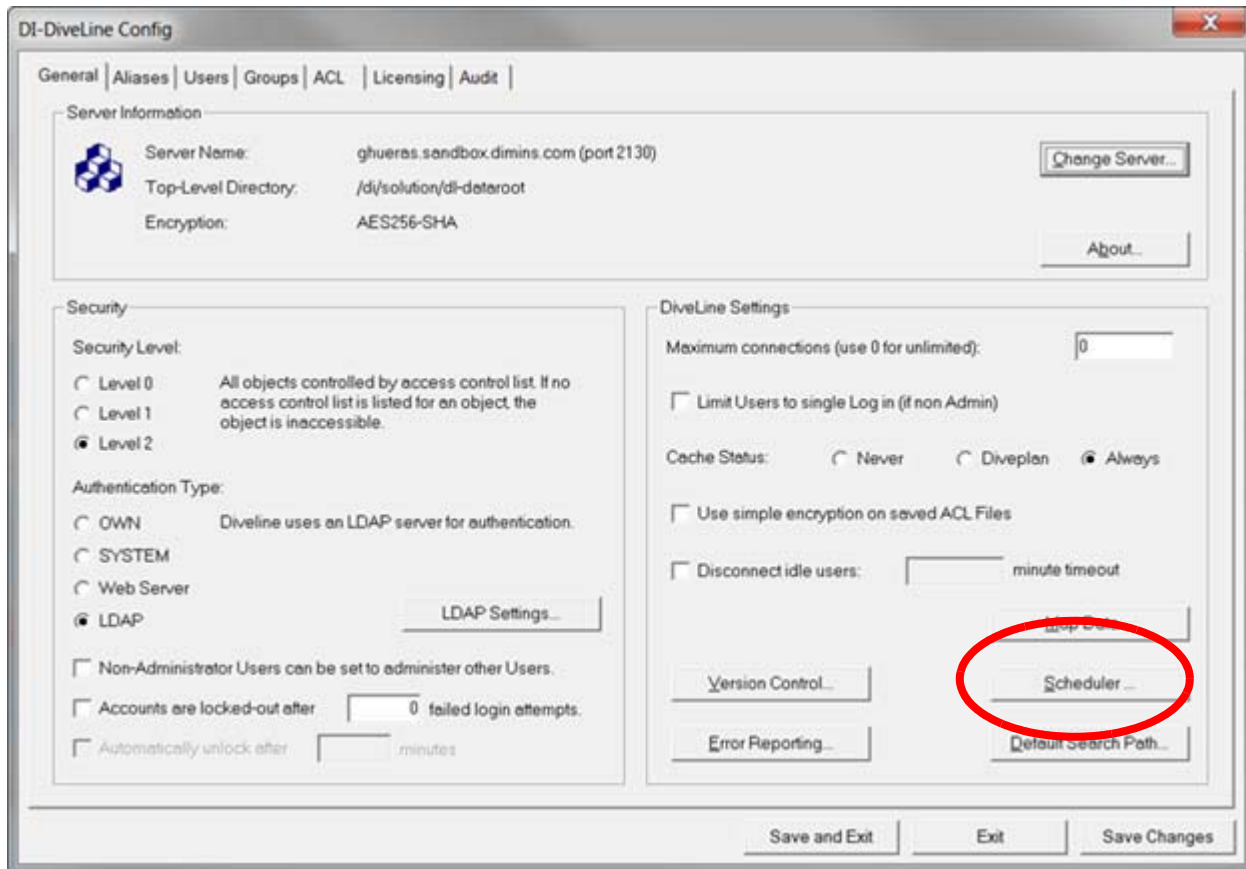 DI-DiveLine Config
General Aliases Users Groups ACL Licensing Audit
Server Information
Server Name: ghueras.sandbox.dimins.com (port 2130)
Change Server...
Top-Level Directory: /di/solution/dl-dataroot
Encryption: AES256-SHA
About...
Security
Security Level:
Level 0
Level 1
Level 2
All objects controlled by access control list. If no
access control list is listed for an object, the
object is inaccessible.
Authentication Type:
OWN
Diveline uses an LDAP server for authentication.
SYSTEM
Web Server
LDAP
LDAP Settings...
Non-Administrator Users can be set to administer other Users.
Accounts are locked-out after 0 failed login attempts.
Automatically unlock after minutes
DiveLine Settings
Maximum connections (use 0 for unlimited): 0
Limit Users to single Log in (if non Admin)
Cache Status: Never Diveplan Always
Use simple encryption on saved ACL Files
Disconnect idle users: minute timeout
Map Data...
Version Control... Scheduler ...
Error Reporting... Default Search Path...
Save and Exit Exit Save Changes